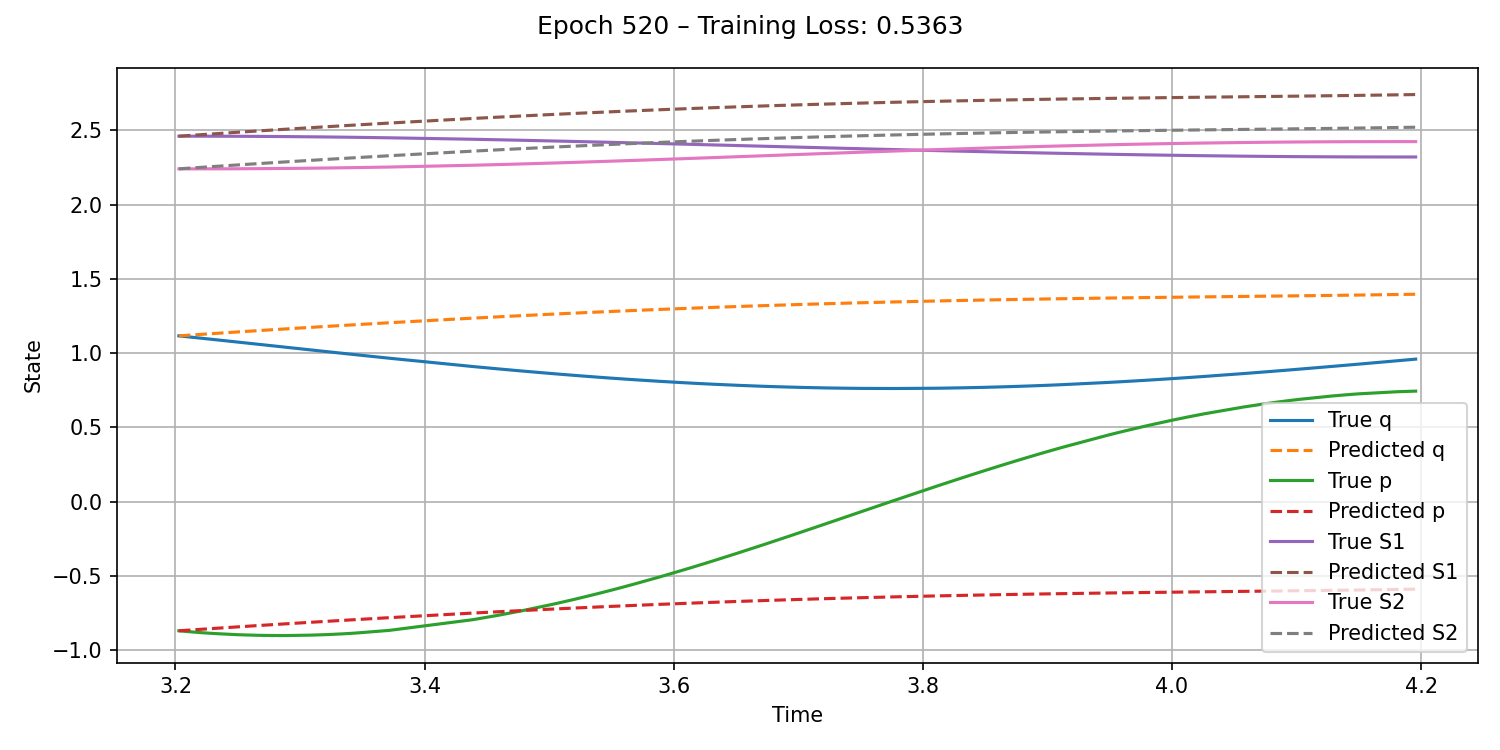 Epoch 520 – Training Loss: 0.5363
State
2.5
2.0
1.5
1.0
0.5
0.0
−0.5
−1.0
True q
Predicted q
True p
Predicted p
True S1
Predicted S1
True S2
Predicted S2
3.2 3.4 3.6 3.8 4.0 4.2
Time